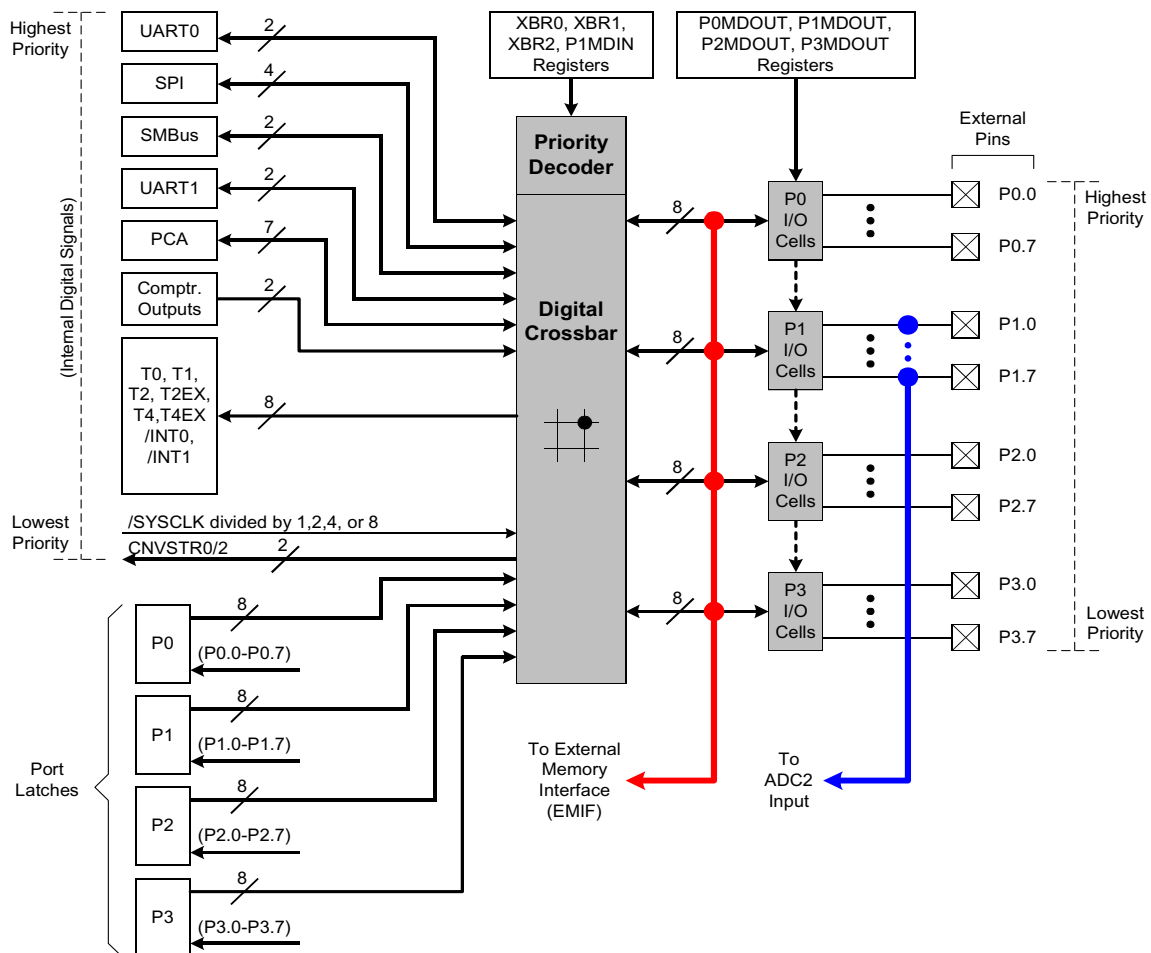 Highest
Priority
UART0
2
SPI
4
SMBus
2
UART1
2
PCA
7
Comptr.
Outputs
2
T0, T1,
T2, T2EX,
T4,T4EX
/INT0,
/INT1
8
(Internal Digital Signals)
Lowest
Priority
/SYSCLK divided by 1,2,4, or 8
CNVSTR0/2
2
Port
Latches
P0
8
(P0.0-P0.7)
P1
8
(P1.0-P1.7)
P2
8
(P2.0-P2.7)
P3
8
(P3.0-P3.7)
XBR0, XBR1,
XBR2, P1MDIN
Registers
Priority
Decoder
Digital
Crossbar
P0MDOUT, P1MDOUT,
P2MDOUT, P3MDOUT
Registers
8
8
8
8
P0
I/O
Cells
P1
I/O
Cells
P2
I/O
Cells
P3
I/O
Cells
External
Pins
P0.0
P0.7
P1.0
P1.7
P2.0
P2.7
P3.0
P3.7
Highest
Priority
Lowest
Priority
To External
Memory
Interface
(EMIF)
To
ADC2
Input